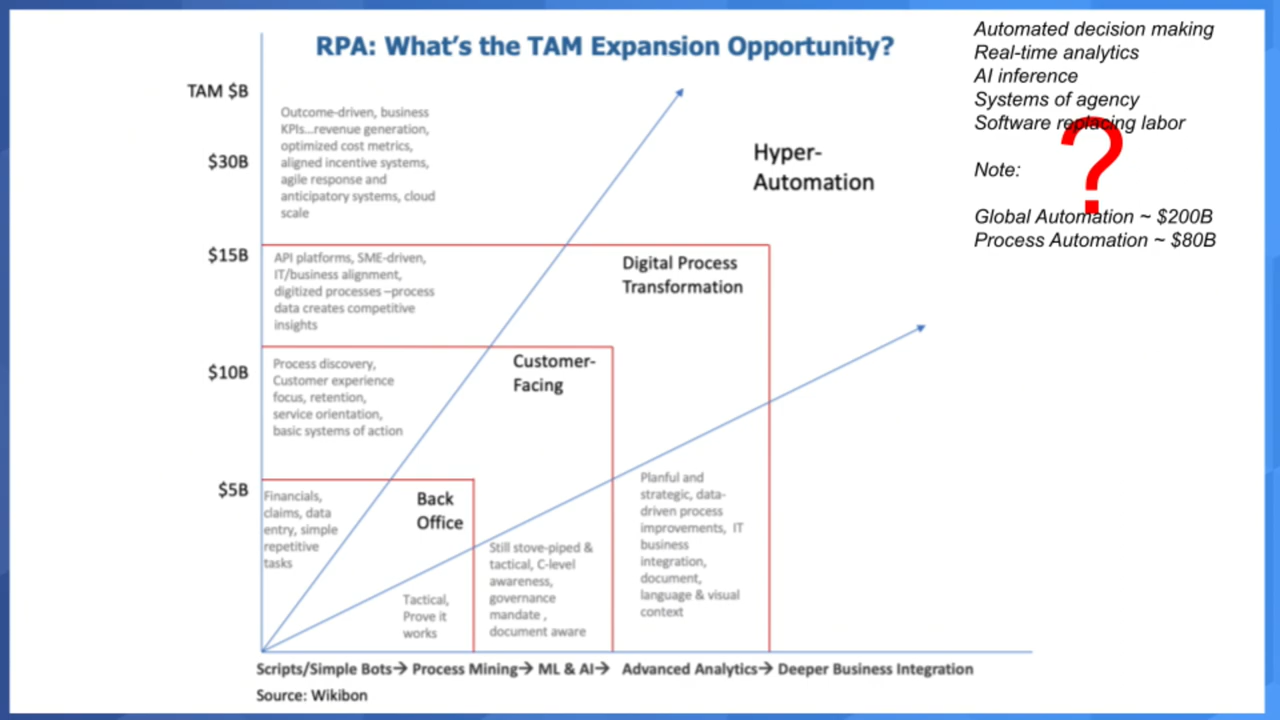 RPA: What's the TAM Expansion Opportunity?
Automated decision making
Real-time analytics
AI inference
Systems of agency
Software replacing labor
?
Note:
Global Automation ~ $200B
Process Automation ~ $80B
TAM $B
$30B
$15B
$10B
$5B
Outcome-driven, business
KPIs...revenue generation,
optimized cost metrics,
aligned incentive systems,
agile response and
anticipatory systems, cloud
scale
Hyper-
Automation
API platforms, SME-driven,
IT/business alignment,
digitized processes –process
data creates competitive
insights
Digital Process
Transformation
Process discovery,
Customer experience
focus, retention,
service orientation,
basic systems of action
Customer-
Facing
Financials,
claims, data
entry, simple
repetitive
tasks
Back
Office
Tactical,
Prove it
works
Still stove-piped &
tactical, C-level
awareness,
governance
mandate ,
document aware
Planful and
strategic, data-
driven process
improvements, IT
business
integration,
document,
language & visual
context
Scripts/Simple Bots→ Process Mining→ ML & AI→ Advanced Analytics→ Deeper Business Integration
Source: Wikibon